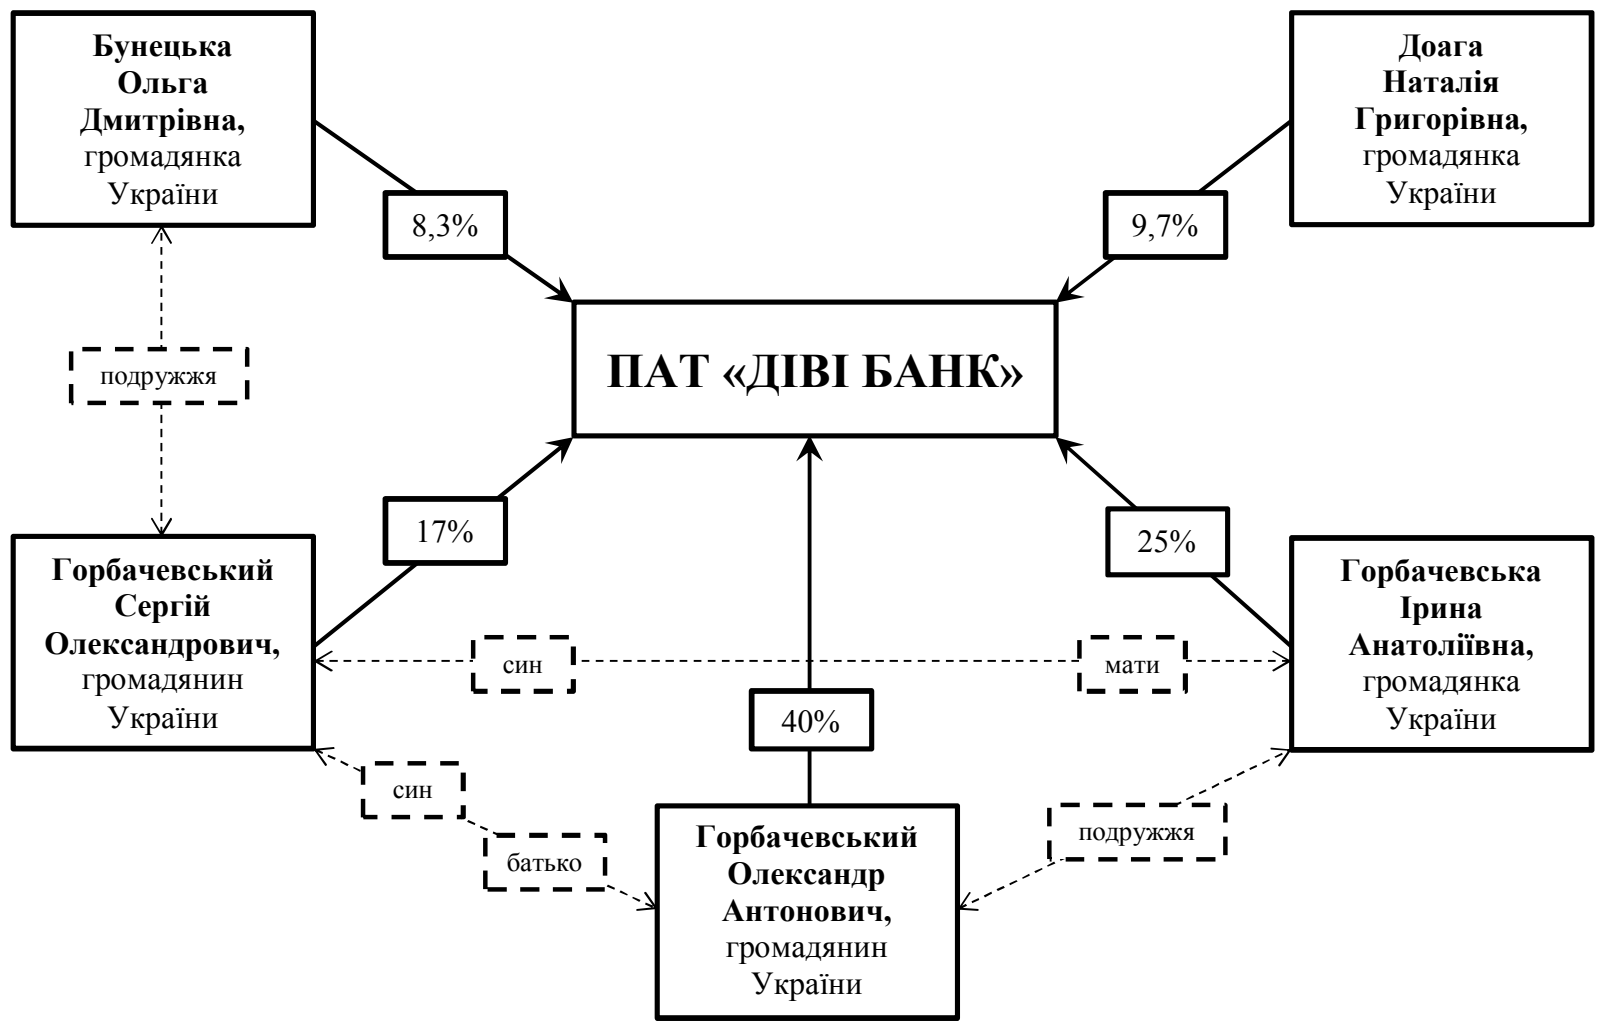 Бунецька
Ольга
Дмитрівна,
громадянка
України
Доага
Наталія
Григорівна,
громадянка
України
8,3%
9,7%
ПАТ «ДІВІ БАНК»
подружжя
17%
25%
Горбачевський
Сергій
Олександрович,
громадянин
України
син
мати
Горбачевська
Ірина
Анатоліївна,
громадянка
України
40%
син
батько
подружжя
Горбачевський
Олександр
Антонович,
громадянин
України